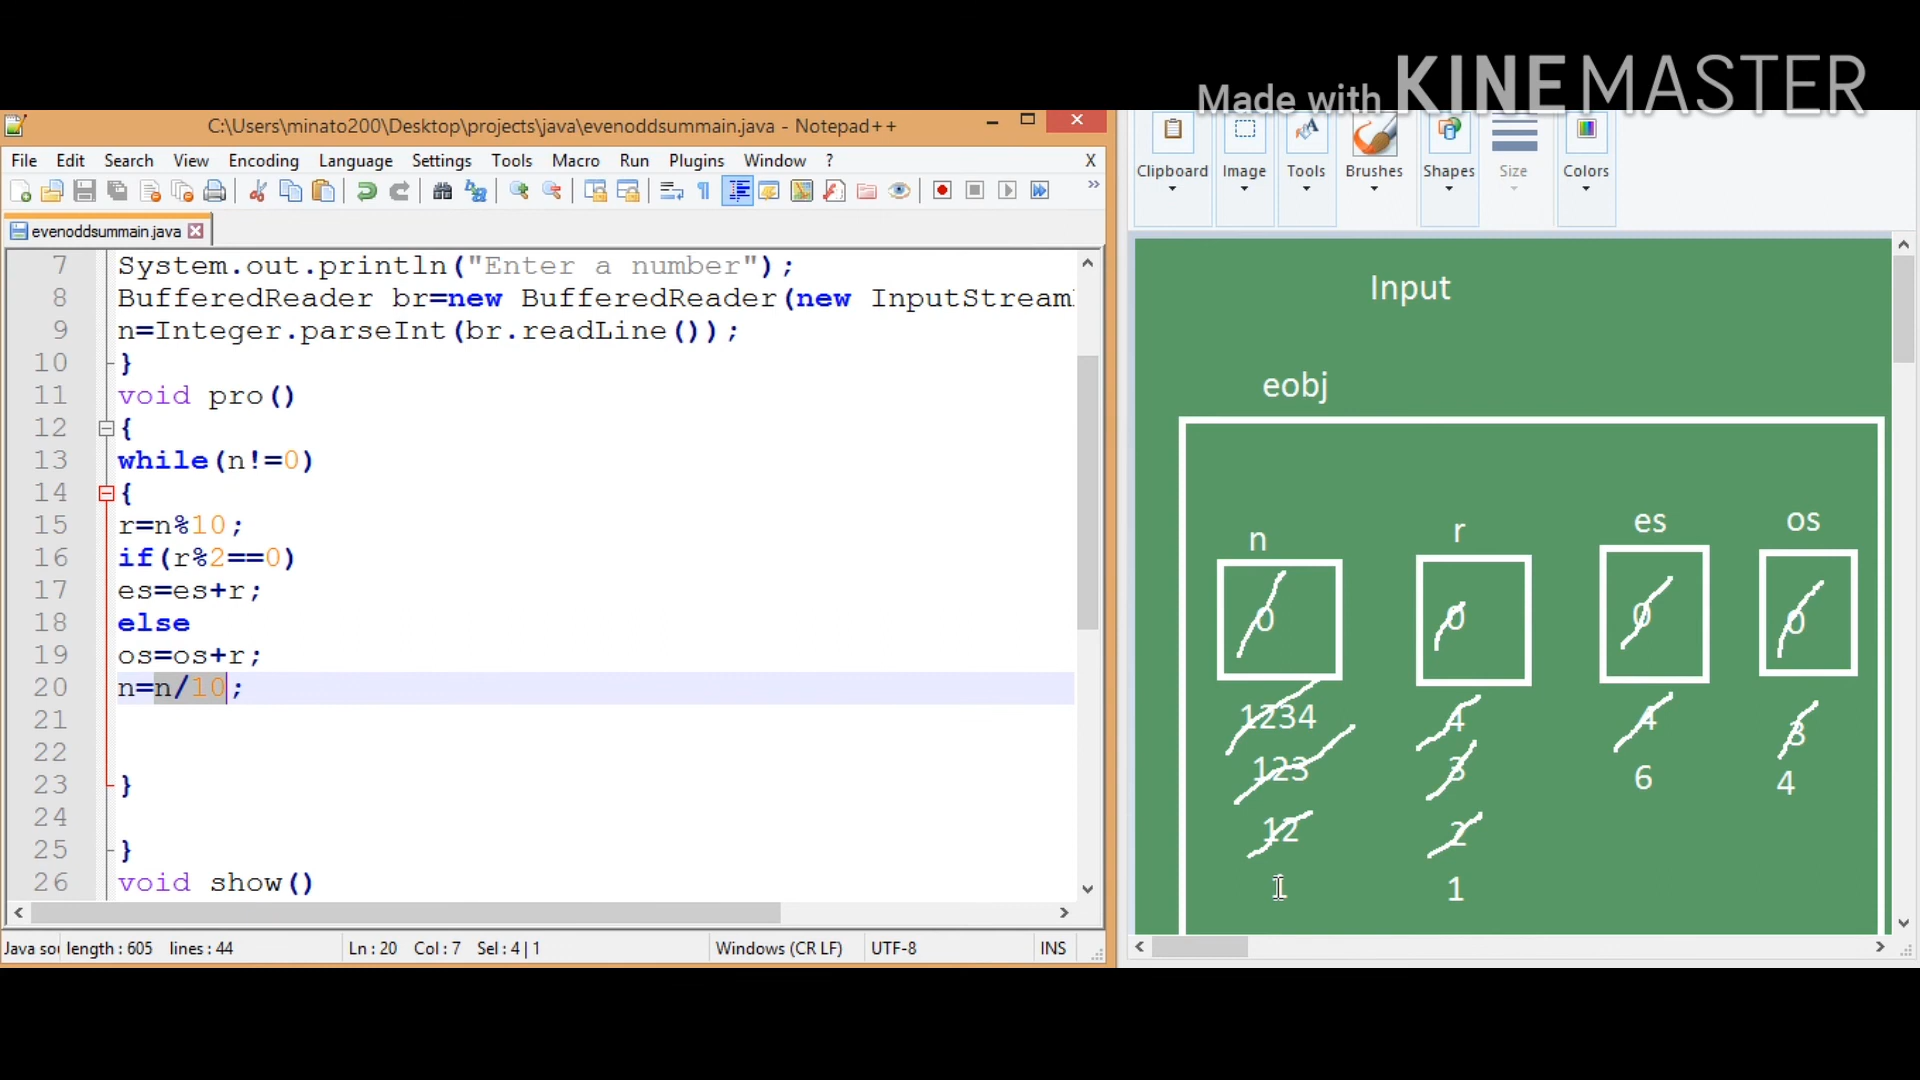 Made with KINEMASTER
C:\Users\minato200\Desktop\projects\java\evenoddsummain.java - Notepad++
File Edit Search View Encoding Language Settings Tools Macro Run Plugins Window ? X
evenoddsummain.java
7 System.out.println("Enter a number");
8 BufferedReader br=new BufferedReader(new InputStream
9 n=Integer.parseInt(br.readLine());
10 }
11 void pro()
12 {
13 while(n!=0)
14 {
15 r=n%10;
16 if(r%2==0)
17 es=es+r;
18 else
19 os=os+r;
20 n=n/10;
21
22
23 }
24
25 }
26 void show()
Java so length : 605 lines : 44 Ln : 20 Col : 7 Sel : 4 | 1 Windows (CR LF) UTF-8 INS
Clipboard Image Tools Brushes Shapes Size Colors
Input
eobj
n r es os
0 0 0 0
1234 4 4 3
123 3 6 4
12 2
1 1